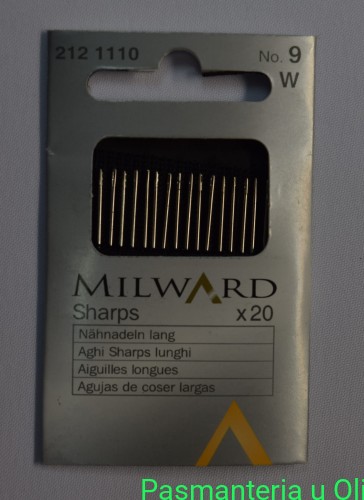 212 1110
No. 9
W
Sharps
MILWARD
Sharps x 20
Nähnadeln lang
Aghi Sharps lunghi
Aiguilles longues
Agujas de coser largas
Pasmanteria u Oli